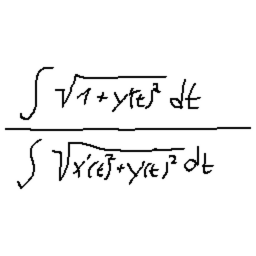 ∫ √(1 + y'(t)²) dt
∫ √(x'(t)² + y'(t)²) dt